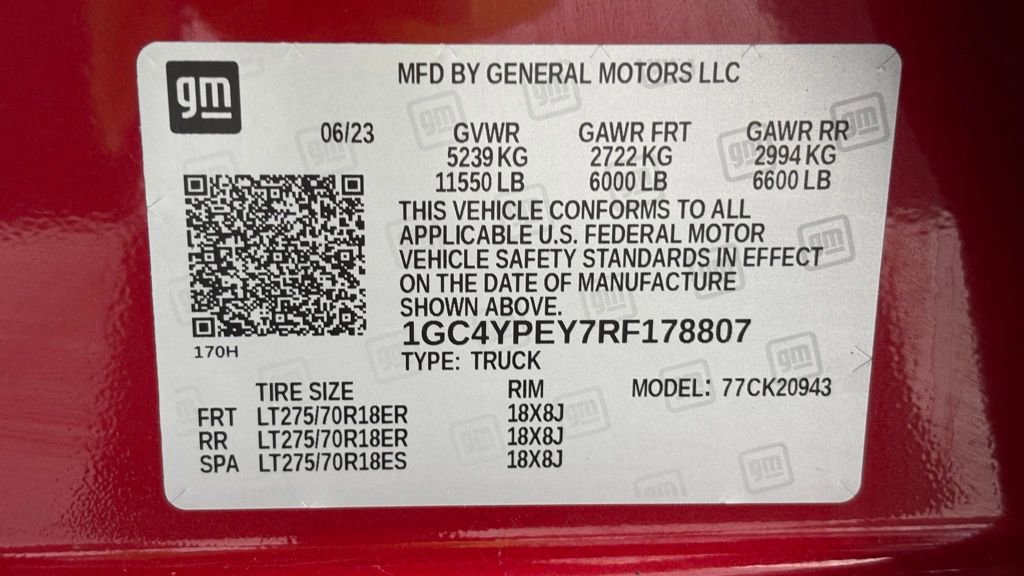 gm
MFD BY GENERAL MOTORS LLC
06/23 GVWR GAWR FRT GAWR RR
5239 KG 2722 KG 2994 KG
11550 LB 6000 LB 6600 LB
THIS VEHICLE CONFORMS TO ALL
APPLICABLE U.S. FEDERAL MOTOR
VEHICLE SAFETY STANDARDS IN EFFECT
ON THE DATE OF MANUFACTURE
SHOWN ABOVE.
1GC4YPEY7RF178807
170H
TYPE: TRUCK
TIRE SIZE RIM MODEL: 77CK20943
FRT LT275/70R18ER 18X8J
RR LT275/70R18ER 18X8J
SPA LT275/70R18ES 18X8J